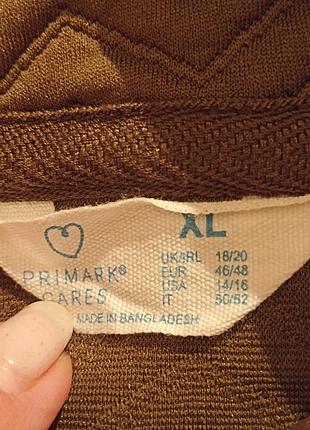 XL
UK/IRL 18/20
EUR 46/48
USA 14/16
IT 50/52
PRIMARK®
CARES
MADE IN BANGLADESH